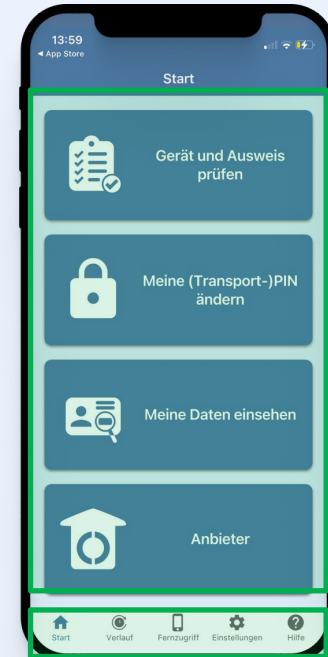 13:59
◀ App Store
Start
Gerät und Ausweis
prüfen
Meine (Transport-)PIN
ändern
Meine Daten einsehen
Anbieter
Start Verlauf Fernzugriff Einstellungen Hilfe